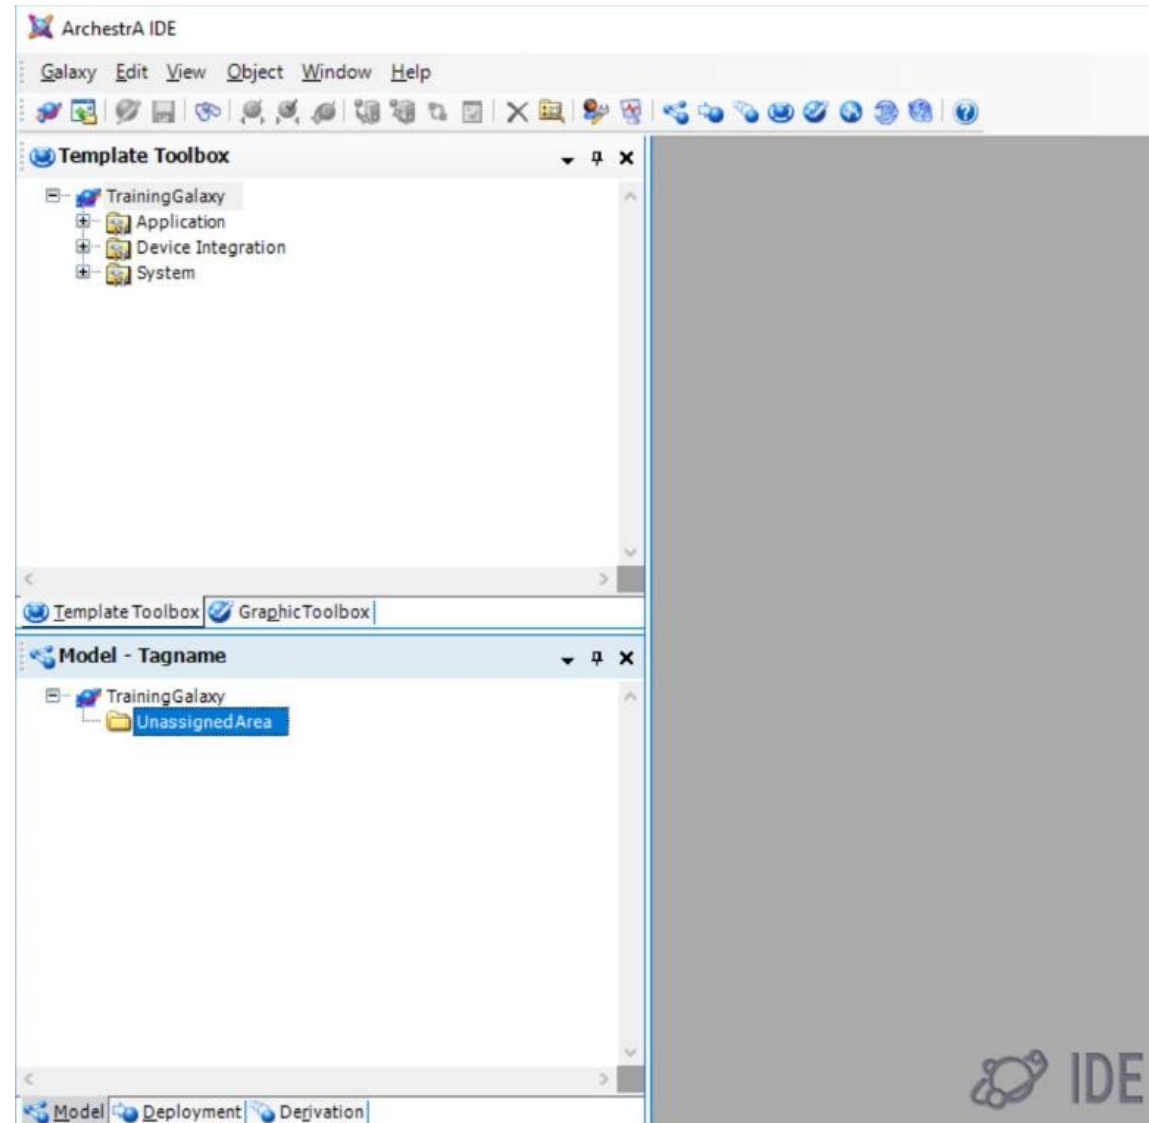 ArchestrA IDE
Galaxy Edit View Object Window Help
Template Toolbox
TrainingGalaxy
Application
Device Integration
System
Template Toolbox GraphicToolbox
Model - Tagname
TrainingGalaxy
UnassignedArea
IDE
Model Deployment Derivation